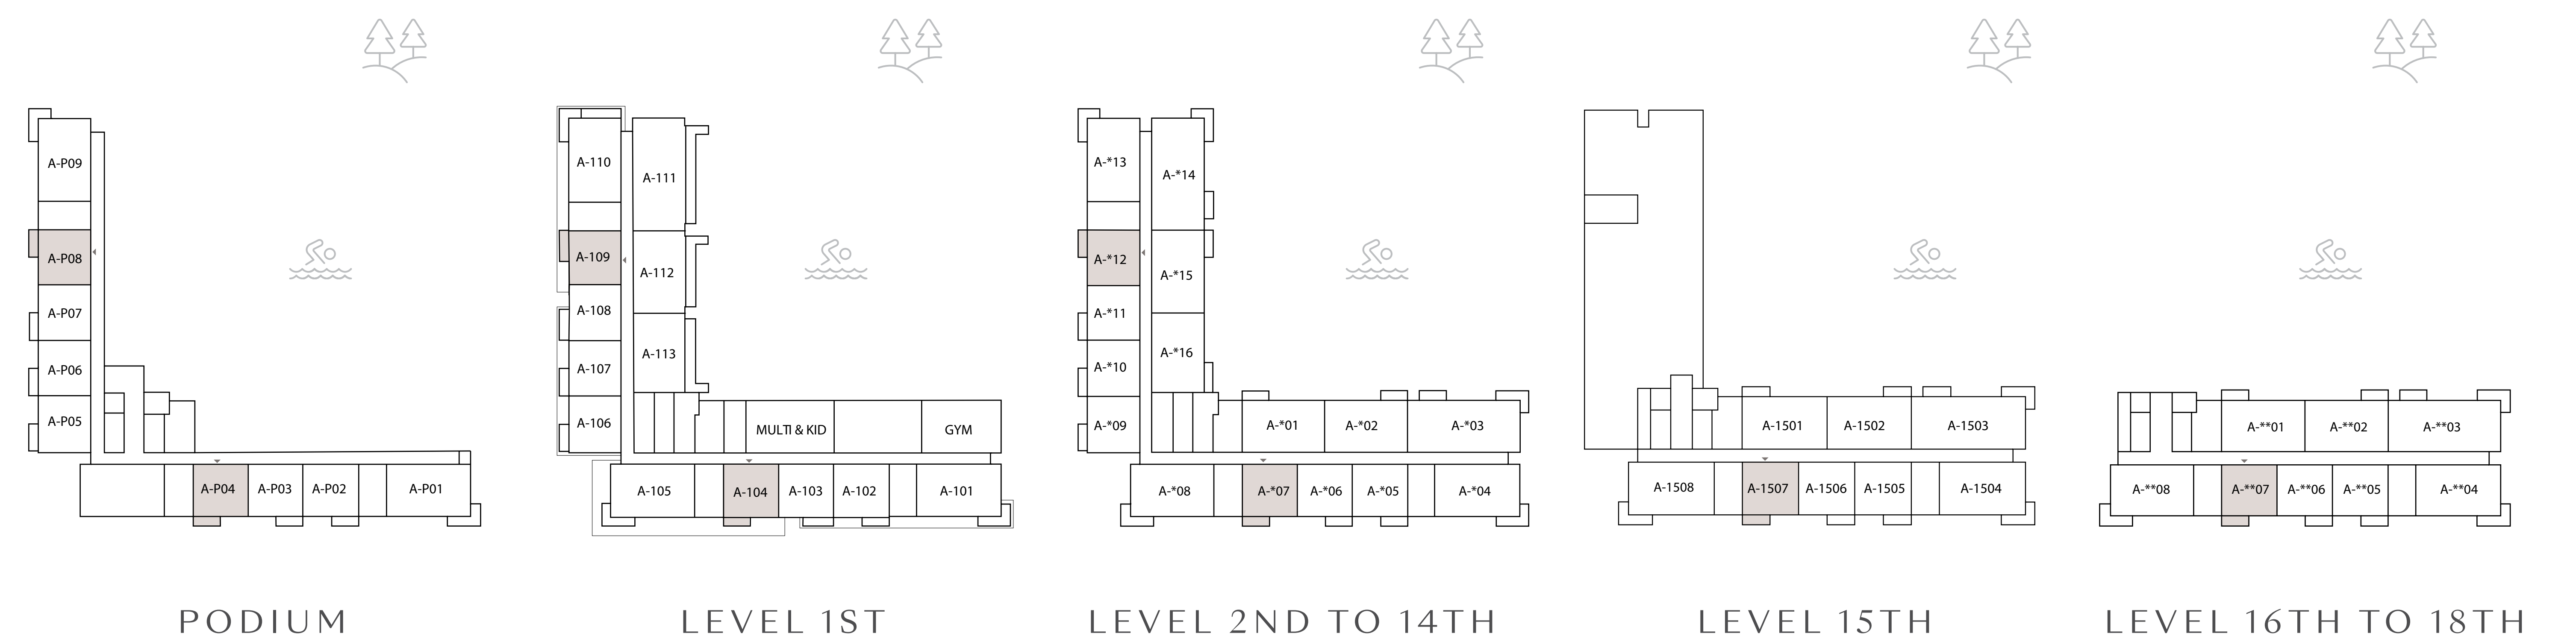 A-P09
A-P08
A-P07
A-P06
A-P05
A-P04 A-P03 A-P02 A-P01
PODIUM
A-110
A-111
A-109
A-112
A-108
A-113
A-107
A-106
MULTI & KID GYM
A-105 A-104 A-103 A-102 A-101
LEVEL 1ST
A-*13
A-*14
A-*12
A-*15
A-*11
A-*16
A-*10
A-*09
A-*01 A-*02 A-*03
A-*08 A-*07 A-*06 A-*05 A-*04
LEVEL 2ND TO 14TH
A-1501 A-1502 A-1503
A-1508 A-1507 A-1506 A-1505 A-1504
LEVEL 15TH
A-**01 A-**02 A-**03
A-**08 A-**07 A-**06 A-**05 A-**04
LEVEL 16TH TO 18TH